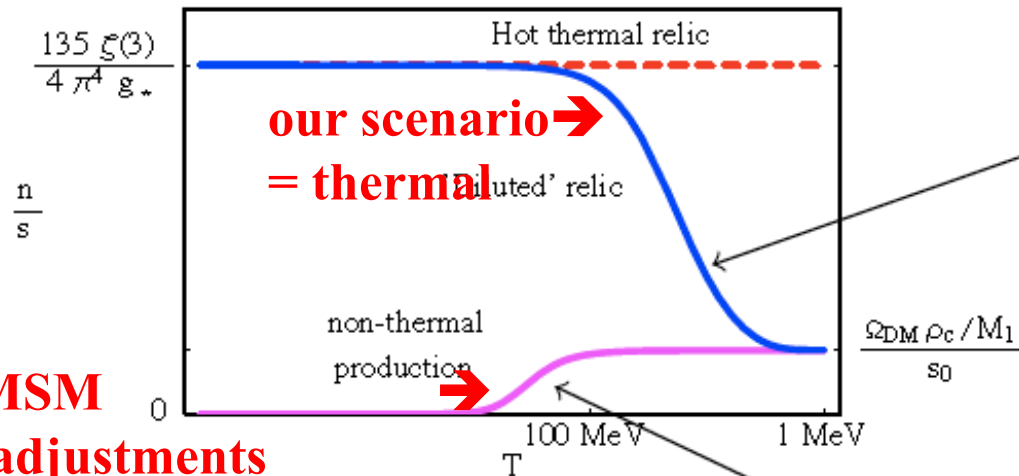 Hot thermal relic
135 ζ(3)
4 π⁴ g*
our scenario➔
= thermal
'Diluted' relic
n
s
non-thermal
production ➔
Ω_DM ρ_c / M_1
s_0
MSM
0
100 MeV
1 MeV
adjustments
T